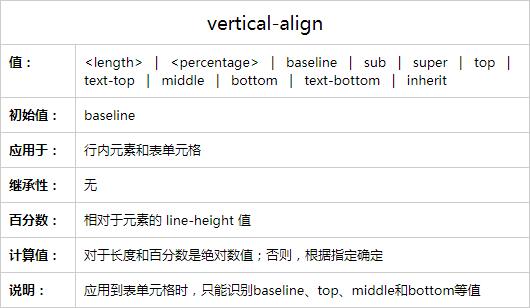 vertical-align
值：
<length> | <percentage> | baseline | sub | super | top |
text-top | middle | bottom | text-bottom | inherit
初始值：
baseline
应用于：
行内元素和表单元格
继承性：
无
百分数：
相对于元素的 line-height 值
计算值：
对于长度和百分数是绝对数值；否则，根据指定确定
说明：
应用到表单元格时，只能识别baseline、top、middle和bottom等值